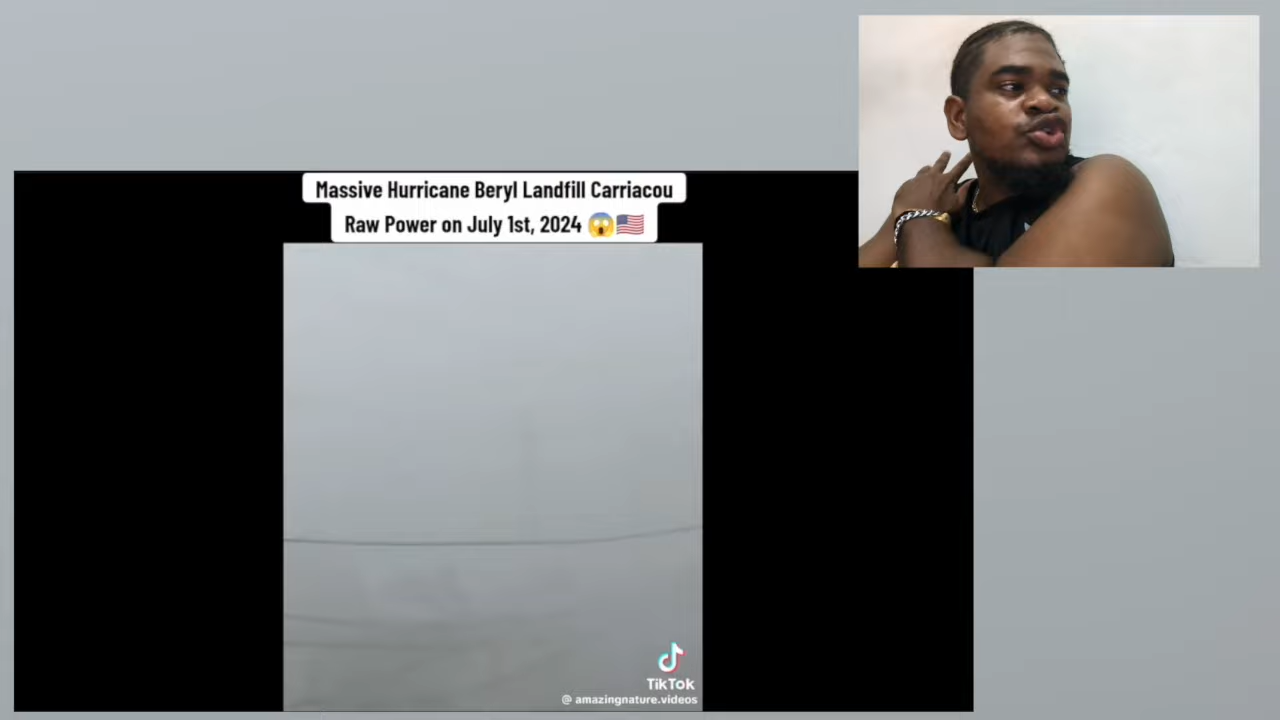 Massive Hurricane Beryl Landfill Carriacou
Raw Power on July 1st, 2024 😱🇺🇸
TikTok
@ amazingnature.videos